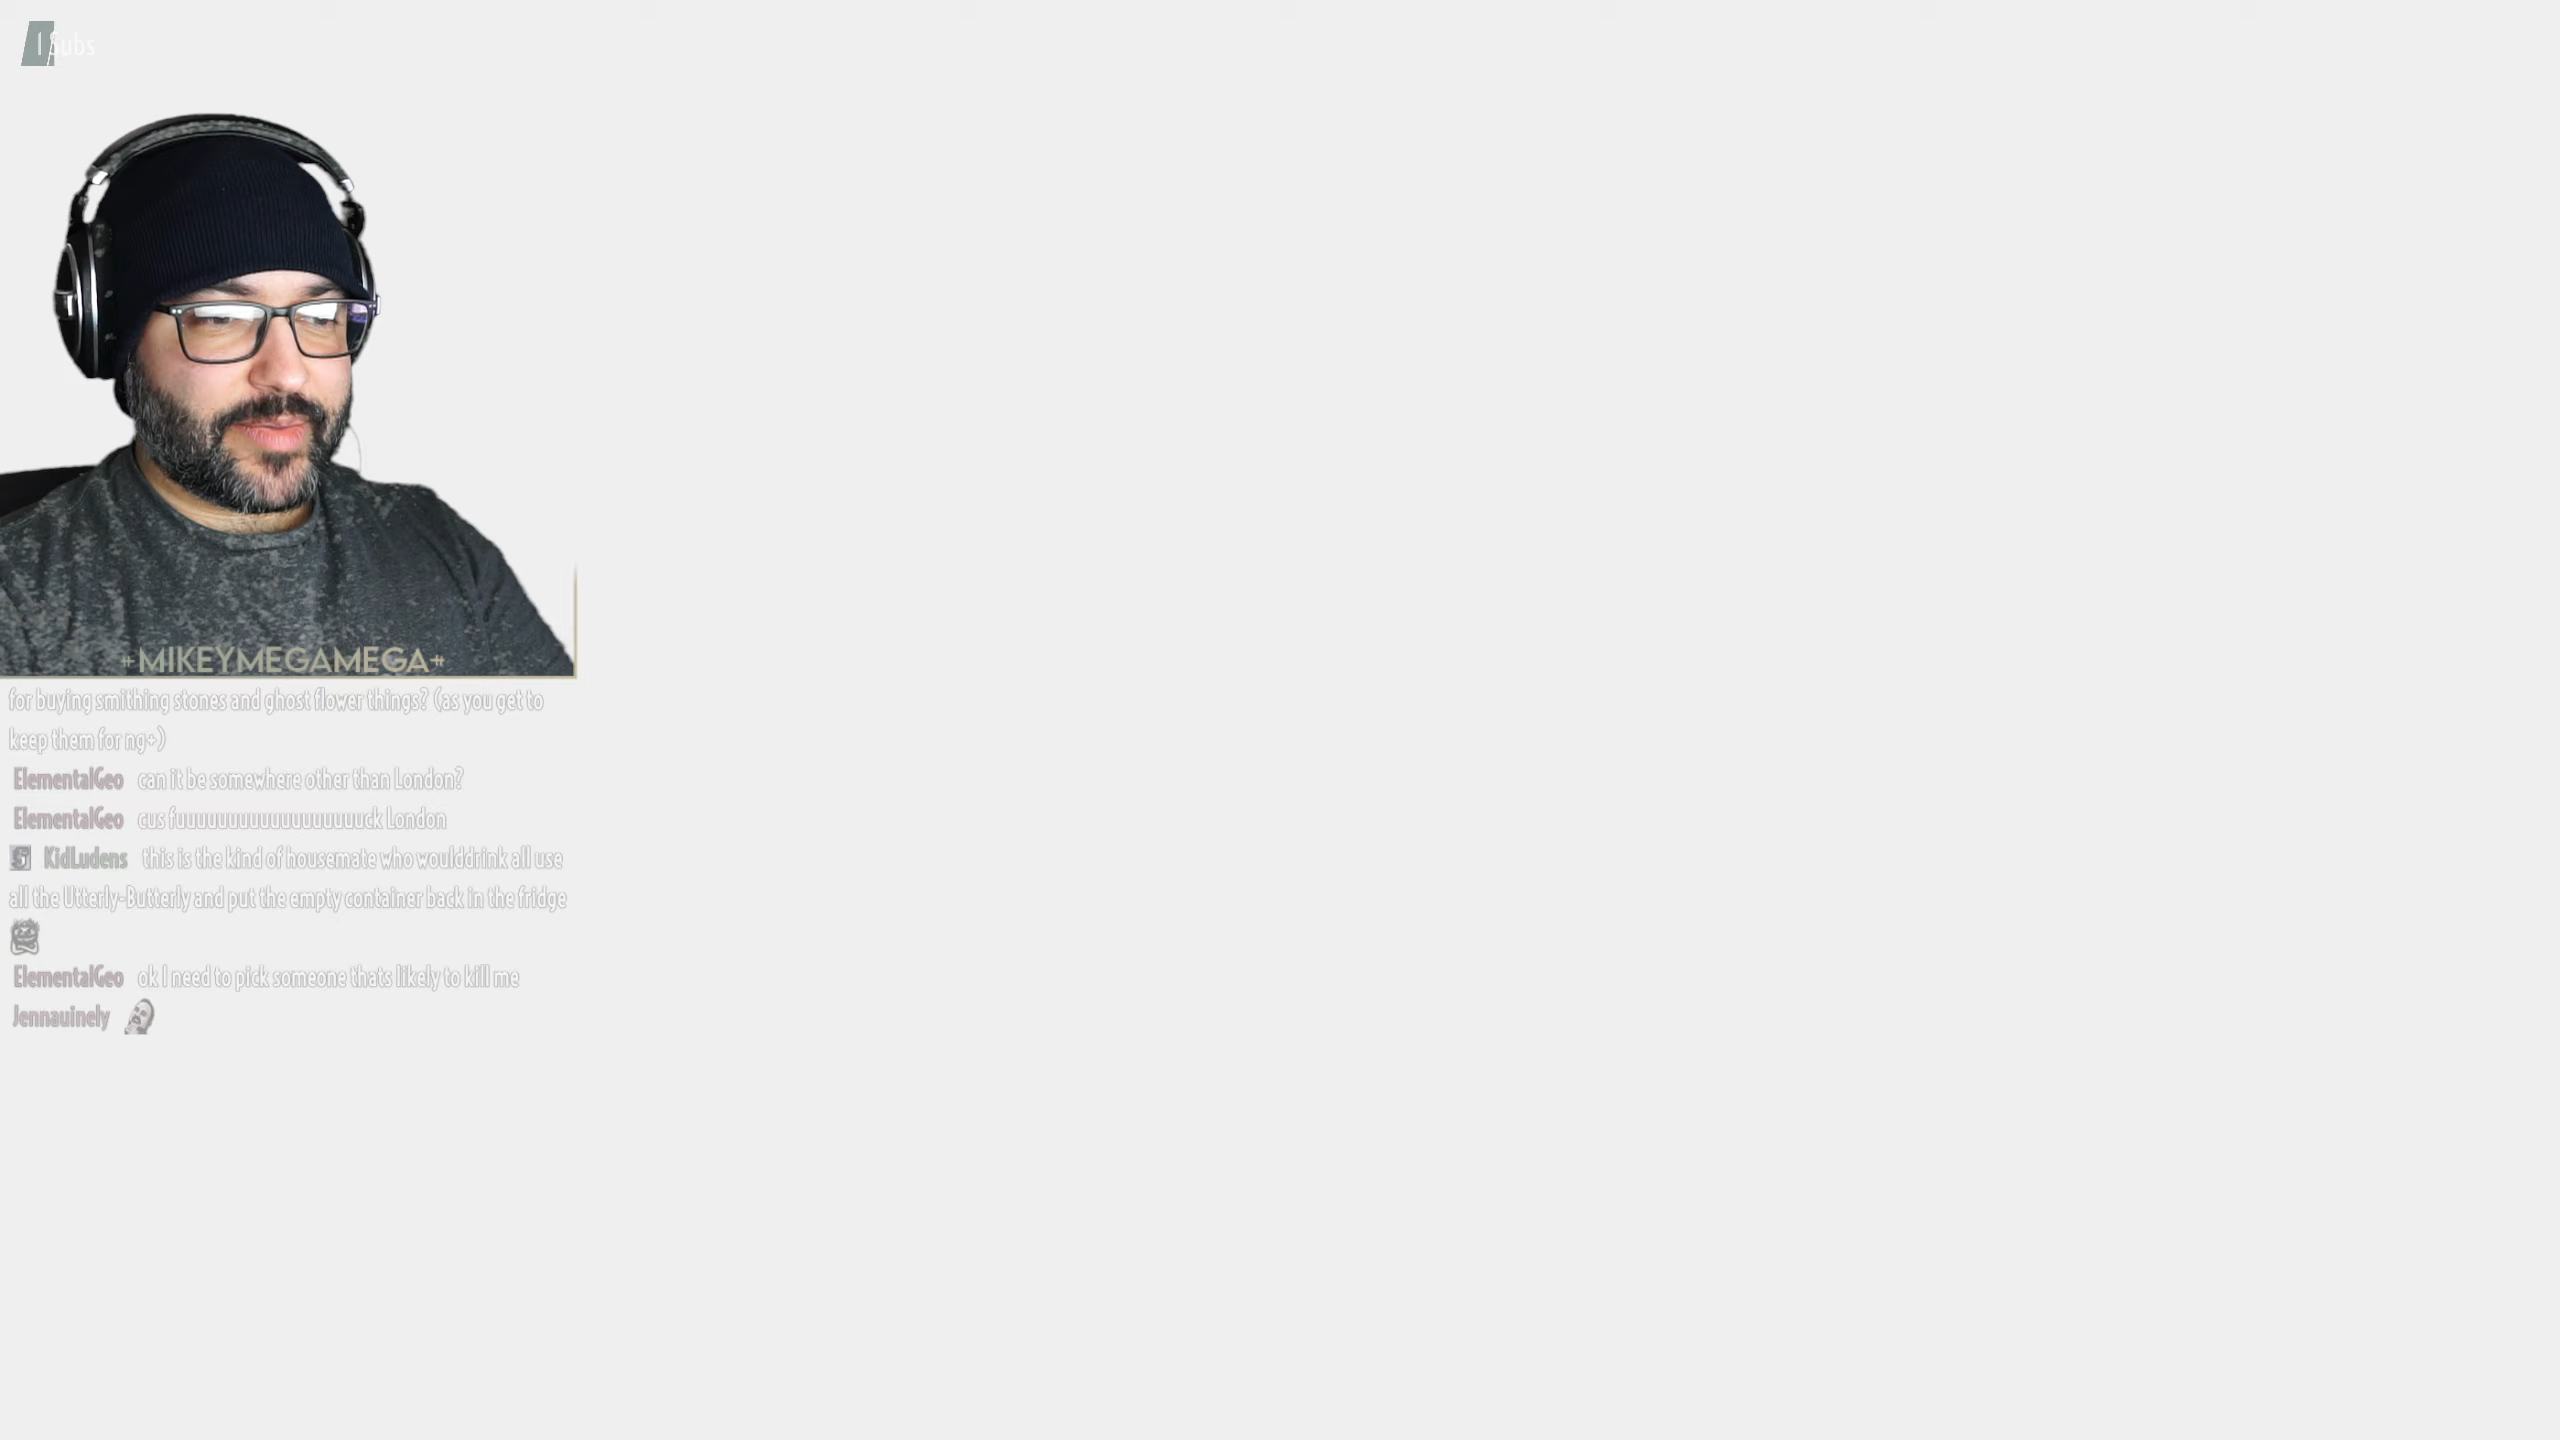 1 Subs
+MIKEYMEGAMEGA+
for buying smithing stones and ghost flower things? (as you get to
keep them for ng+)
ElementalGeo can it be somewhere other than London?
ElementalGeo cus fuuuuuuuuuuuuuuuuuuck London
KidLudens this is the kind of housemate who woulddrink all use
all the Utterly-Butterly and put the empty container back in the fridge
ElementalGeo ok I need to pick someone thats likely to kill me
Jennauinely